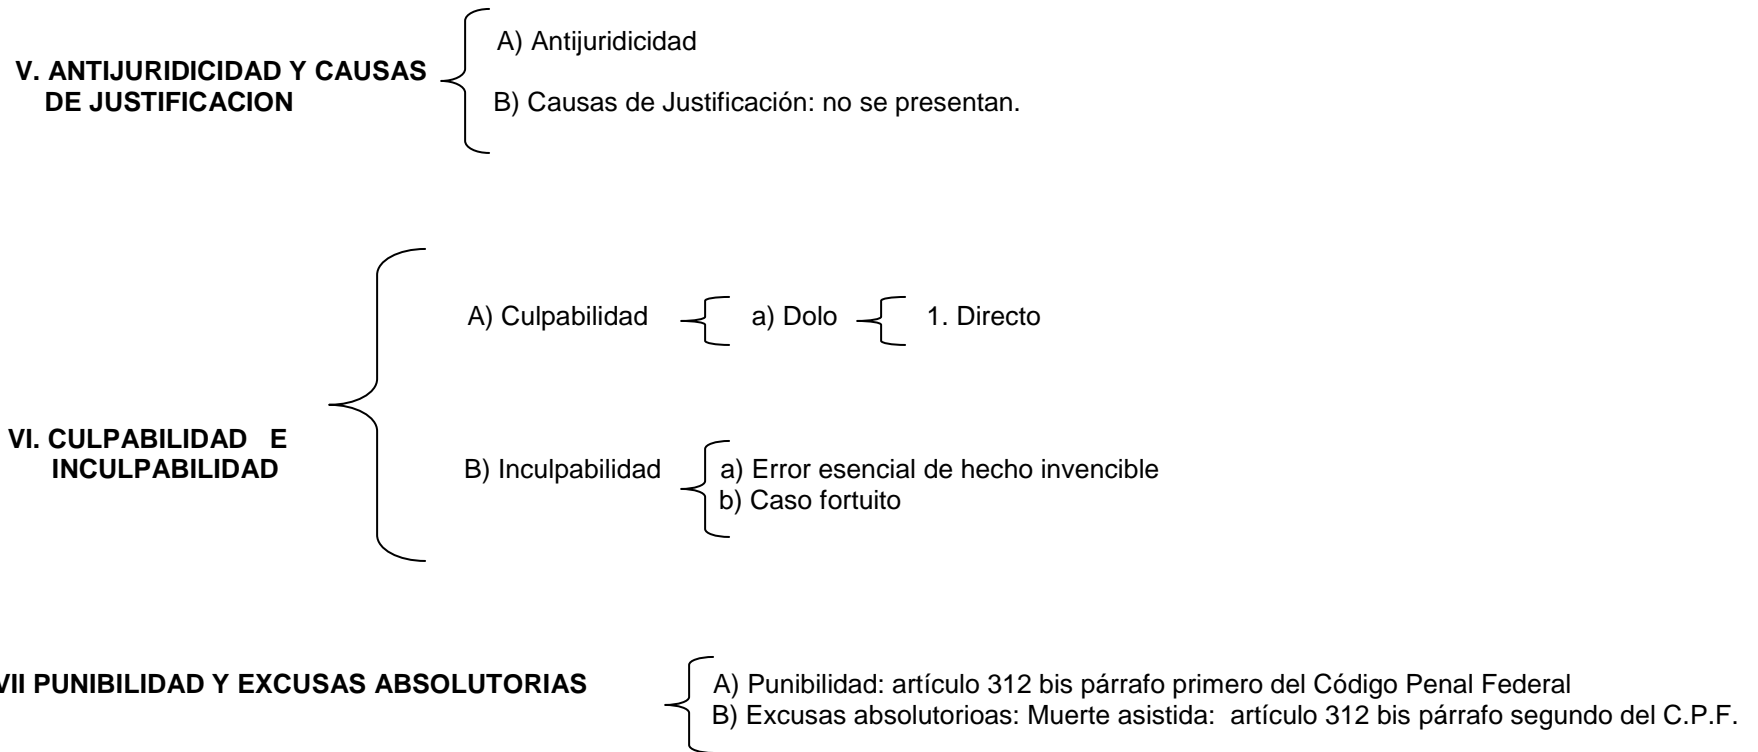 A) Antijuridicidad
V. ANTIJURIDICIDAD Y CAUSAS
DE JUSTIFICACION
B) Causas de Justificación: no se presentan.
A) Culpabilidad a) Dolo 1. Directo
VI. CULPABILIDAD E
INCULPABILIDAD
B) Inculpabilidad a) Error esencial de hecho invencible
b) Caso fortuito
VII PUNIBILIDAD Y EXCUSAS ABSOLUTORIAS A) Punibilidad: artículo 312 bis párrafo primero del Código Penal Federal
B) Excusas absolutorioas: Muerte asistida: artículo 312 bis párrafo segundo del C.P.F.